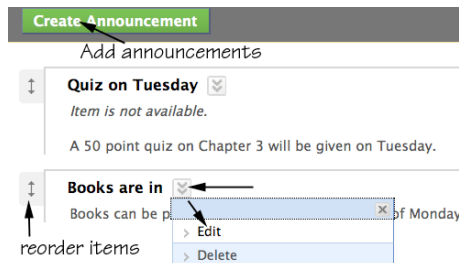 Create Announcement
Add announcements
Quiz on Tuesday
Item is not available.
A 50 point quiz on Chapter 3 will be given on Tuesday.
Books are in
Books can be p of Monday
Edit
reorder items
Delete